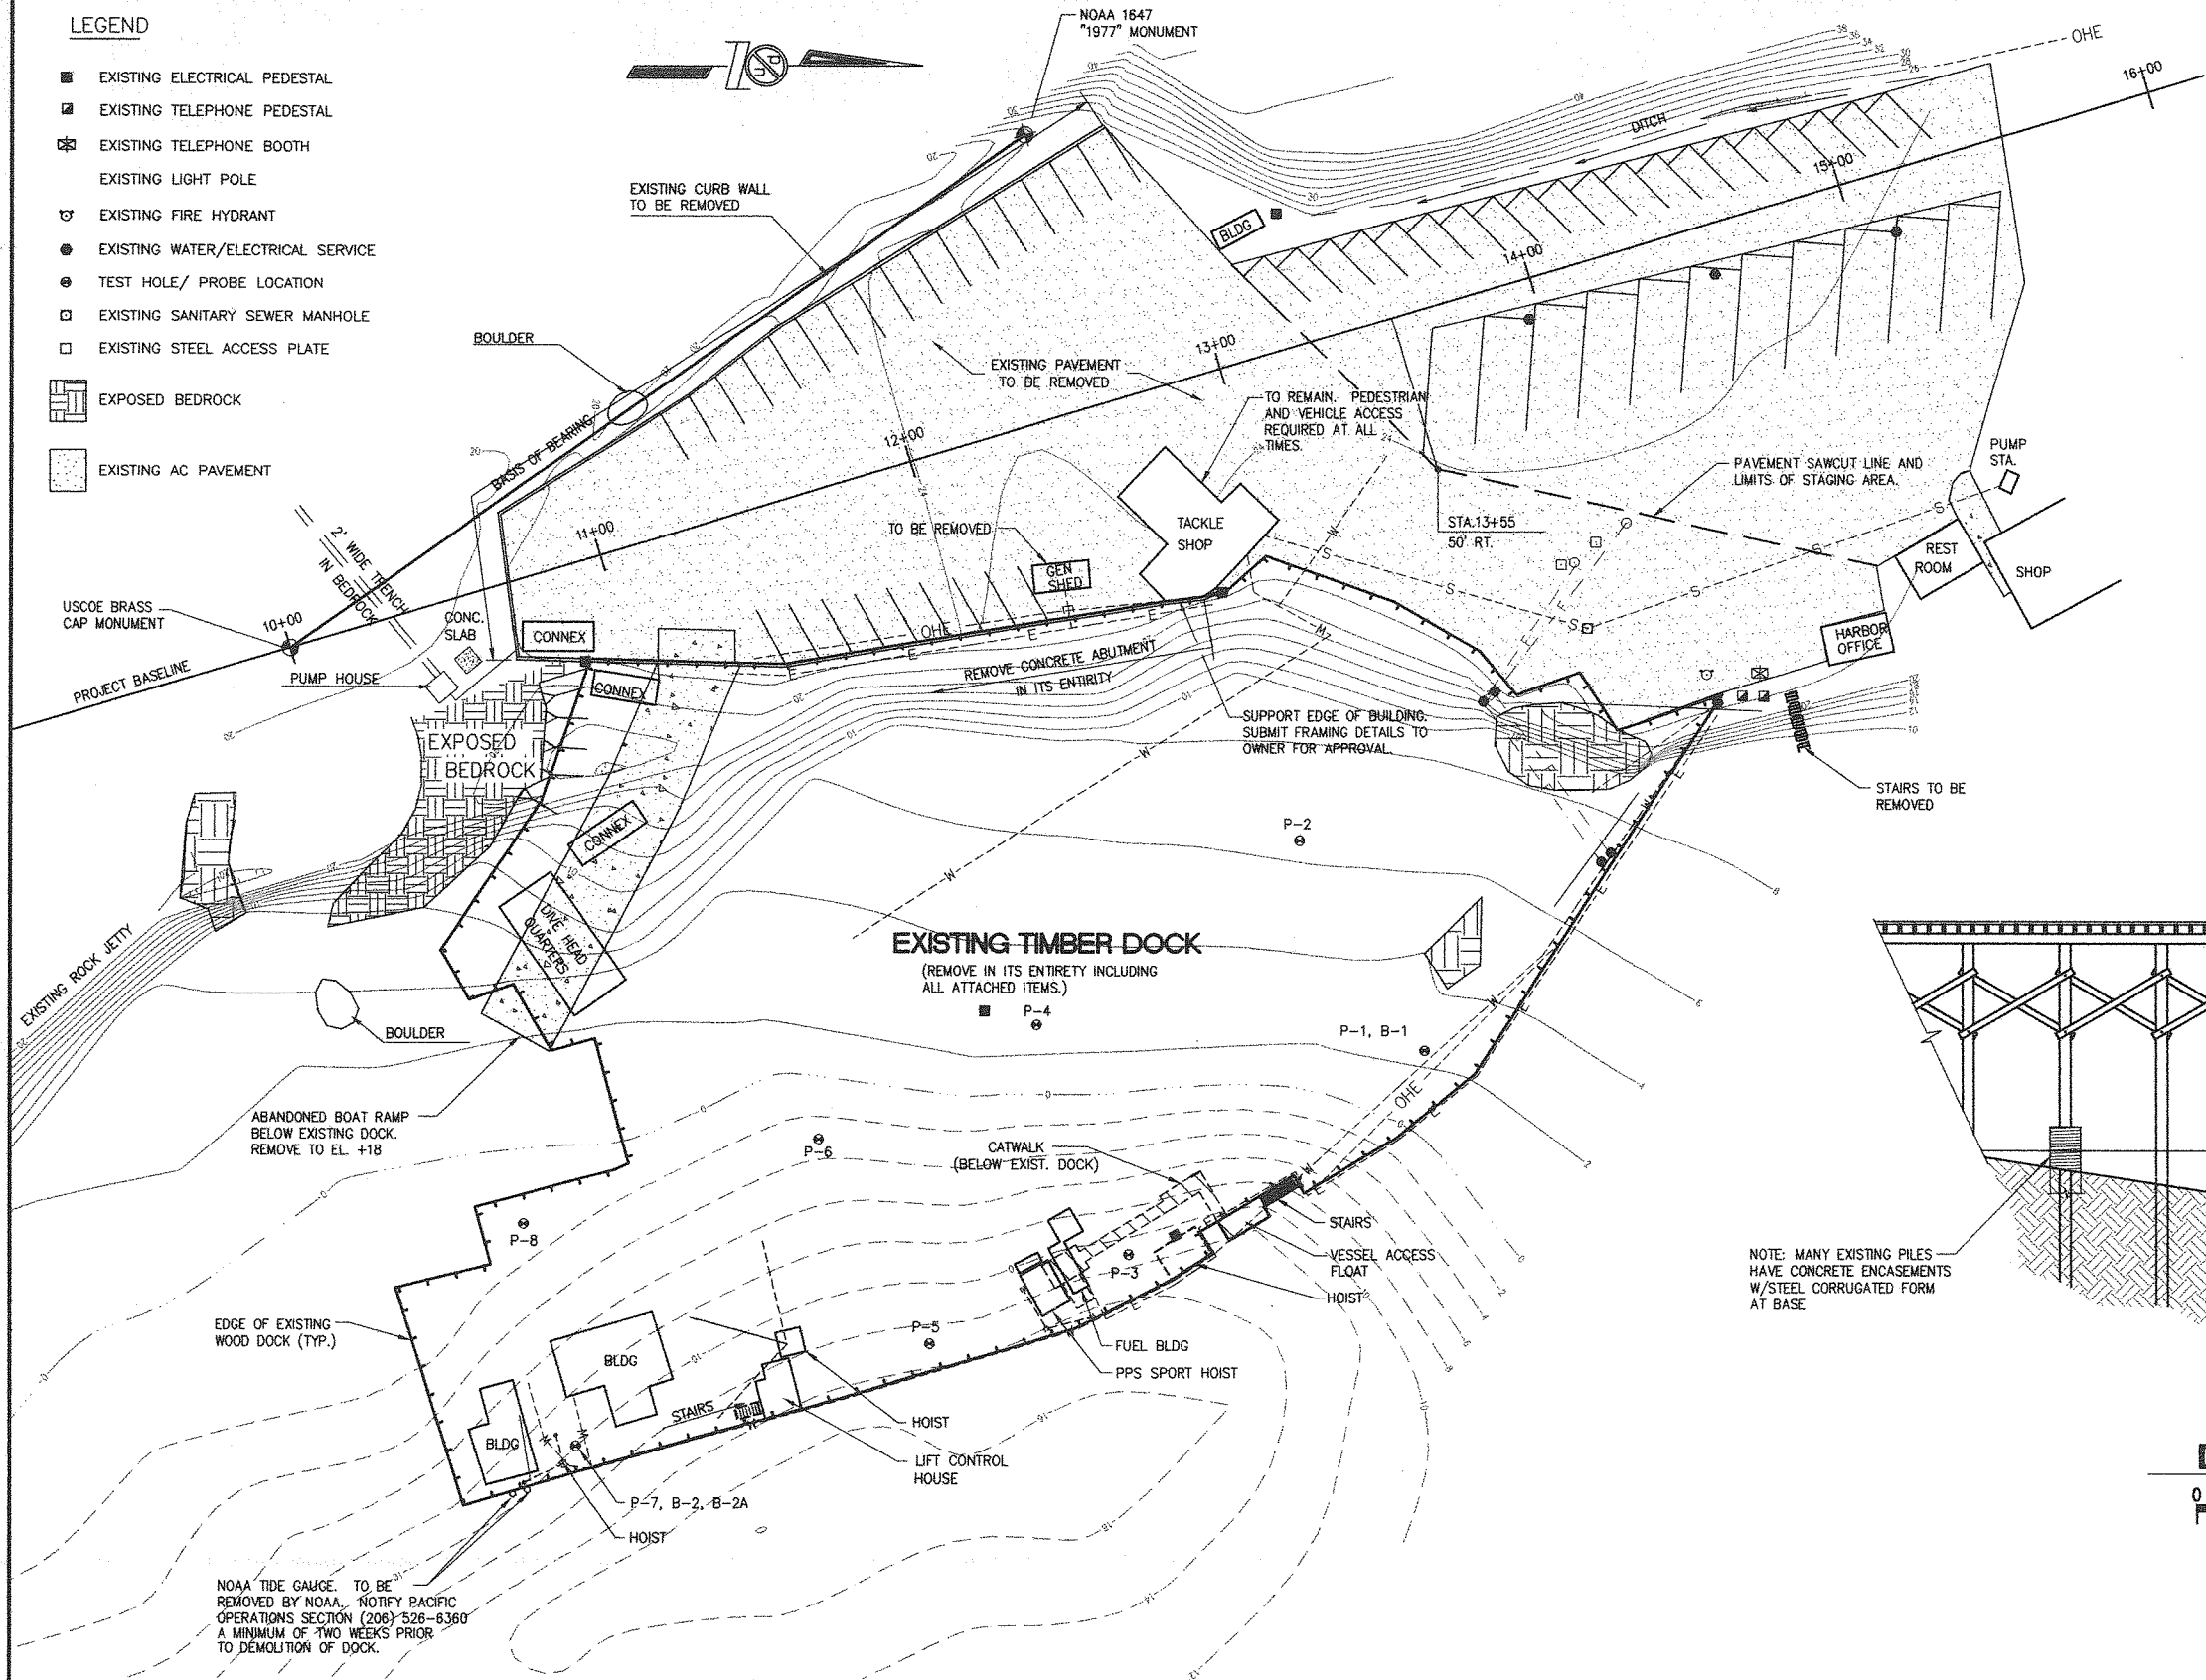 LEGEND
EXISTING ELECTRICAL PEDESTAL
EXISTING TELEPHONE PEDESTAL
EXISTING TELEPHONE BOOTH
EXISTING LIGHT POLE
EXISTING FIRE HYDRANT
EXISTING WATER/ELECTRICAL SERVICE
TEST HOLE/ PROBE LOCATION
EXISTING SANITARY SEWER MANHOLE
EXISTING STEEL ACCESS PLATE
EXPOSED BEDROCK
EXISTING AC PAVEMENT
NOAA 1647
"1977" MONUMENT
OHE
16+00
15+00
14+00
13+00
12+00
11+00
10+00
DITCH
BLDG
EXISTING CURB WALL
TO BE REMOVED
BOULDER
BASIS OF BEARING
EXISTING PAVEMENT
TO BE REMOVED
TO REMAIN. PEDESTRIAN
AND VEHICLE ACCESS
REQUIRED AT ALL
TIMES.
PUMP
STA.
PAVEMENT SAWCUT LINE AND
LIMITS OF STAGING AREA.
STA.13+55
50' RT.
TO BE REMOVED
TACKLE
SHOP
GEN
SHED
REST
ROOM
SHOP
HARBOR
OFFICE
2' WIDE TRENCH
IN BEDROCK
USCOE BRASS
CAP MONUMENT
CONC.
SLAB
CONNEX
PROJECT BASELINE
PUMP HOUSE
CONNEX
OHE
REMOVE CONCRETE ABUTMENT
IN ITS ENTIRITY
SUPPORT EDGE OF BUILDING.
SUBMIT FRAMING DETAILS TO
OWNER FOR APPROVAL.
STAIRS TO BE
REMOVED
EXPOSED
BEDROCK
CONNEX
P-2
DIVE HEAD
QUARTERS
EXISTING TIMBER DOCK
(REMOVE IN ITS ENTIRETY INCLUDING
ALL ATTACHED ITEMS.)
P-4
P-1, B-1
EXISTING ROCK JETTY
BOULDER
ABANDONED BOAT RAMP
BELOW EXISTING DOCK.
REMOVE TO EL. +18
OHE
P-6
CATWALK
(BELOW EXIST. DOCK)
P-8
P-3
STAIRS
VESSEL ACCESS
FLOAT
HOIST
NOTE: MANY EXISTING PILES
HAVE CONCRETE ENCASEMENTS
W/STEEL CORRUGATED FORM
AT BASE
EDGE OF EXISTING
WOOD DOCK (TYP.)
P-5
FUEL BLDG
PPS SPORT HOIST
BLDG
STAIRS
HOIST
BLDG
LIFT CONTROL
HOUSE
P-7, B-2, B-2A
HOIST
NOAA TIDE GAUGE. TO BE
REMOVED BY NOAA. NOTIFY PACIFIC
OPERATIONS SECTION (206) 526-6360
A MINIMUM OF TWO WEEKS PRIOR
TO DEMOLITION OF DOCK.
0